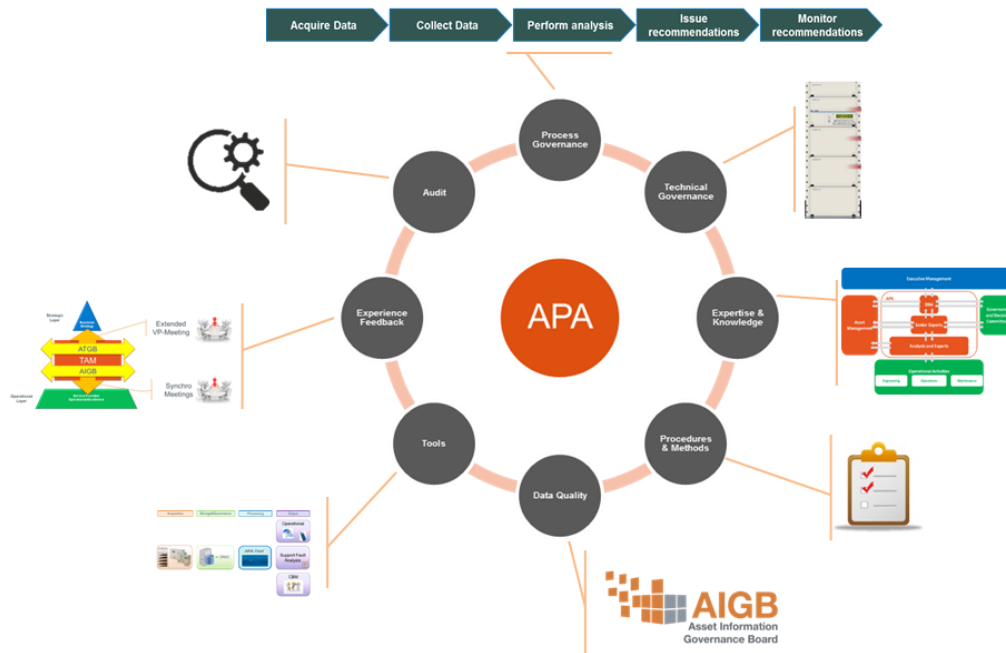 Acquire Data
Collect Data
Perform analysis
Issue
recommendations
Monitor
recommendations
Process
Governance
Audit
Technical
Governance
Experience
Feedback
APA
Expertise &
Knowledge
Tools
Procedures
& Methods
Data Quality
Strategic
Layer
ATGB
TAM
AIGB
Operational
Layer
Extended
VP-Meeting
Synchro
Meetings
Executive Management
Asset
Management
APA
Senior Experts
Analysts and Experts
Operational Activities
Engineering
Operations
Maintenance
Operational
Support Fault
Analysis
CBM
AIGB
Asset Information
Governance Board